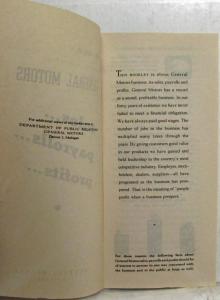 For additional copies of this booklet write
DEPARTMENT OF PUBLIC RELATIONS
GENERAL MOTORS
Detroit 2, Michigan
THIS BOOKLET is about General
Motors business, its sales, payrolls and
profits. General Motors has a record
as a sound, profitable business. In our
forty years of existence we have never
failed to meet a financial obligation.
We have always paid good wages. The
number of jobs in the business has
multiplied many times through the
years. By giving customers good value
in our products we have gained and
held leadership in the country's most
competitive industry. Employes, stock-
holders, dealers, suppliers—all have
progressed as the business has pros-
pered. That is the meaning of "people
profit when a business prospers."
For these reasons the following facts about
General Motors sales, payrolls and profits should be
of interest to anyone in any way concerned with
the business and to the public at large as well.